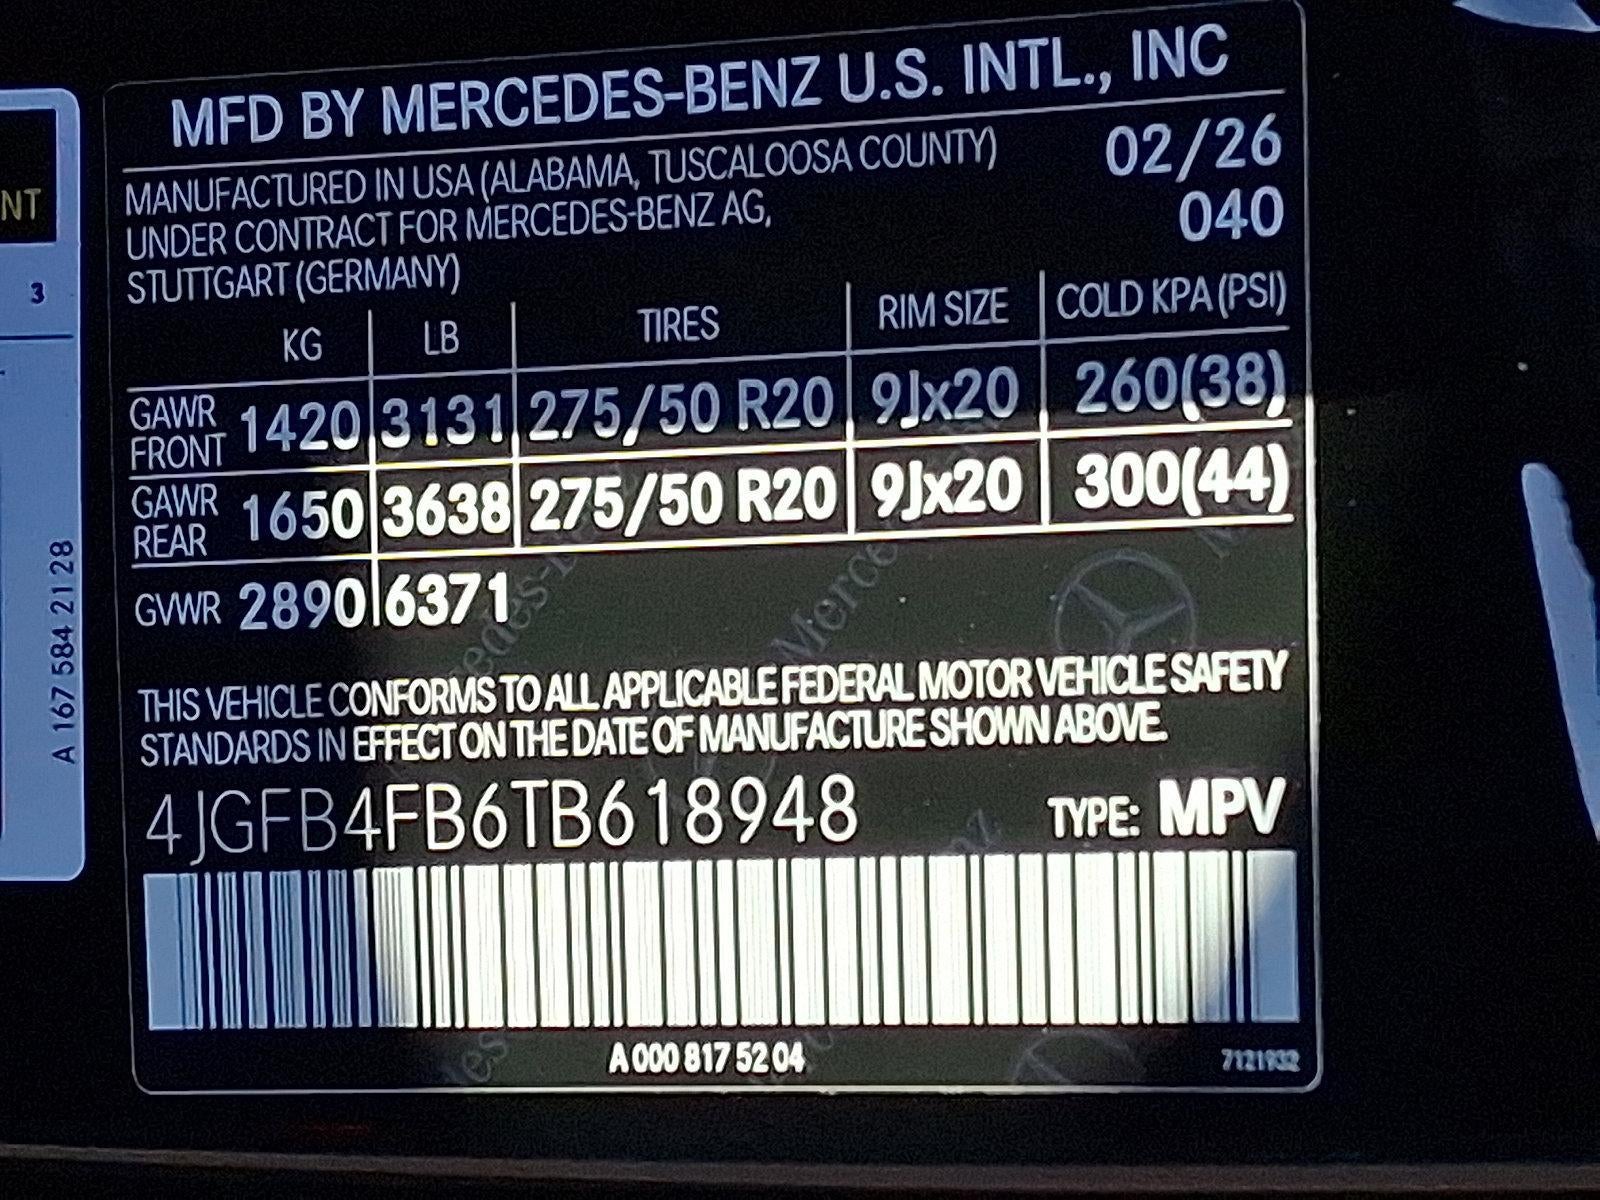 NT
3
A 167 584 21 28
MFD BY MERCEDES-BENZ U.S. INTL., INC
MANUFACTURED IN USA (ALABAMA, TUSCALOOSA COUNTY) 02/26
UNDER CONTRACT FOR MERCEDES-BENZ AG, 040
STUTTGART (GERMANY)
KG LB TIRES RIM SIZE COLD KPA (PSI)
GAWR FRONT 1420 3131 275/50 R20 9Jx20 260(38)
GAWR REAR 1650 3638 275/50 R20 9Jx20 300(44)
GVWR 2890 6371
THIS VEHICLE CONFORMS TO ALL APPLICABLE FEDERAL MOTOR VEHICLE SAFETY
STANDARDS IN EFFECT ON THE DATE OF MANUFACTURE SHOWN ABOVE.
4JGFB4FB6TB618948 TYPE: MPV
A 000 817 52 04
7121932